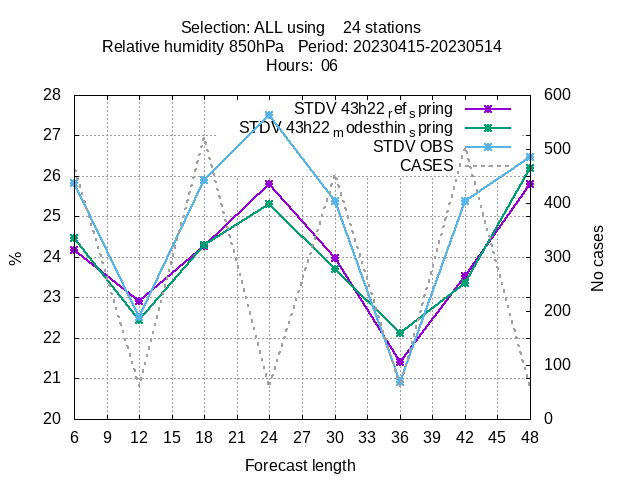 Selection: ALL using 24 stations
Relative humidity 850hPa Period: 20230415-20230514
Hours: 06
STDV 43h22 ref spring
STDV 43h22 modesthin spring
STDV OBS
CASES
%
28
27
26
25
24
23
22
21
20
600
500
400
300
200
100
0
No cases
6 9 12 15 18 21 24 27 30 33 36 39 42 45 48
Forecast length